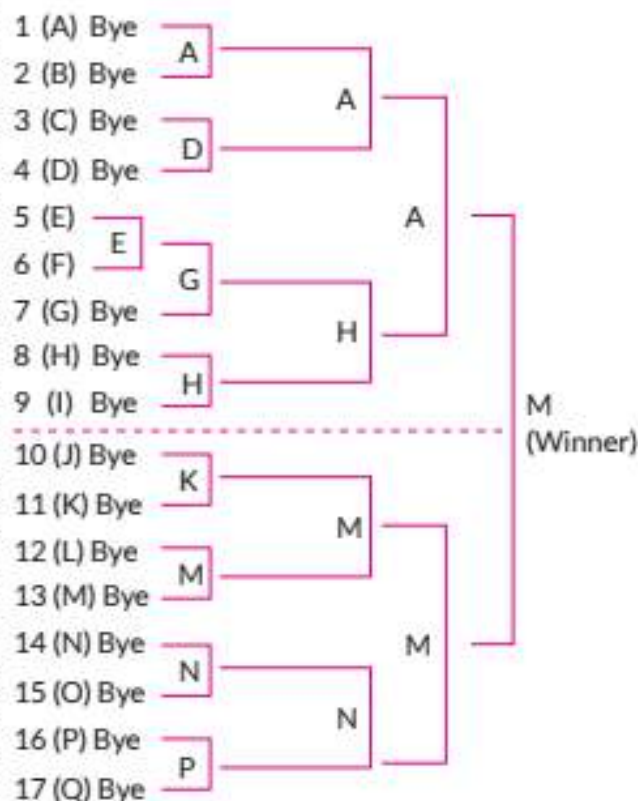 1 (A) Bye
A
2 (B) Bye
A
3 (C) Bye
D
4 (D) Bye
A
5 (E)
E
6 (F)
G
7 (G) Bye
H
8 (H) Bye
H
9 (I) Bye
M
(Winner)
10 (J) Bye
K
11 (K) Bye
M
12 (L) Bye
M
13 (M) Bye
M
14 (N) Bye
N
15 (O) Bye
N
16 (P) Bye
P
17 (Q) Bye